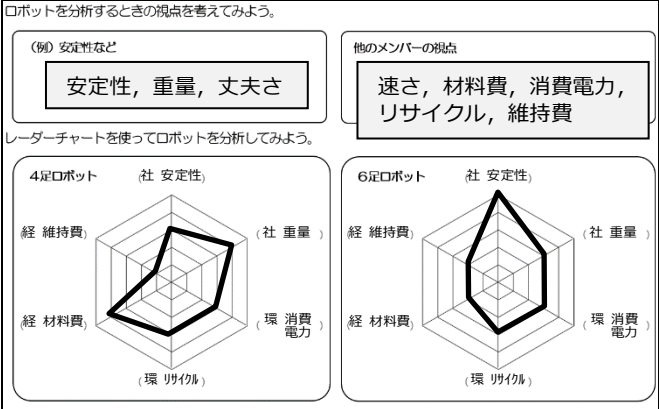 ロボットを分析するときの視点を考えてみよう。
(例) 安定性など
安定性，重量，丈夫さ
他のメンバーの視点
速さ，材料費，消費電力，
リサイクル，維持費
レーダーチャートを使ってロボットを分析してみよう。
4足ロボット
(社 安定性)
(経 維持費)
(社 重量 )
(経 材料費)
(環 消費
電力 )
(環 リサイクル)
6足ロボット
(社 安定性)
(経 維持費)
(社 重量 )
(経 材料費)
(環 消費
電力 )
(環 リサイクル)